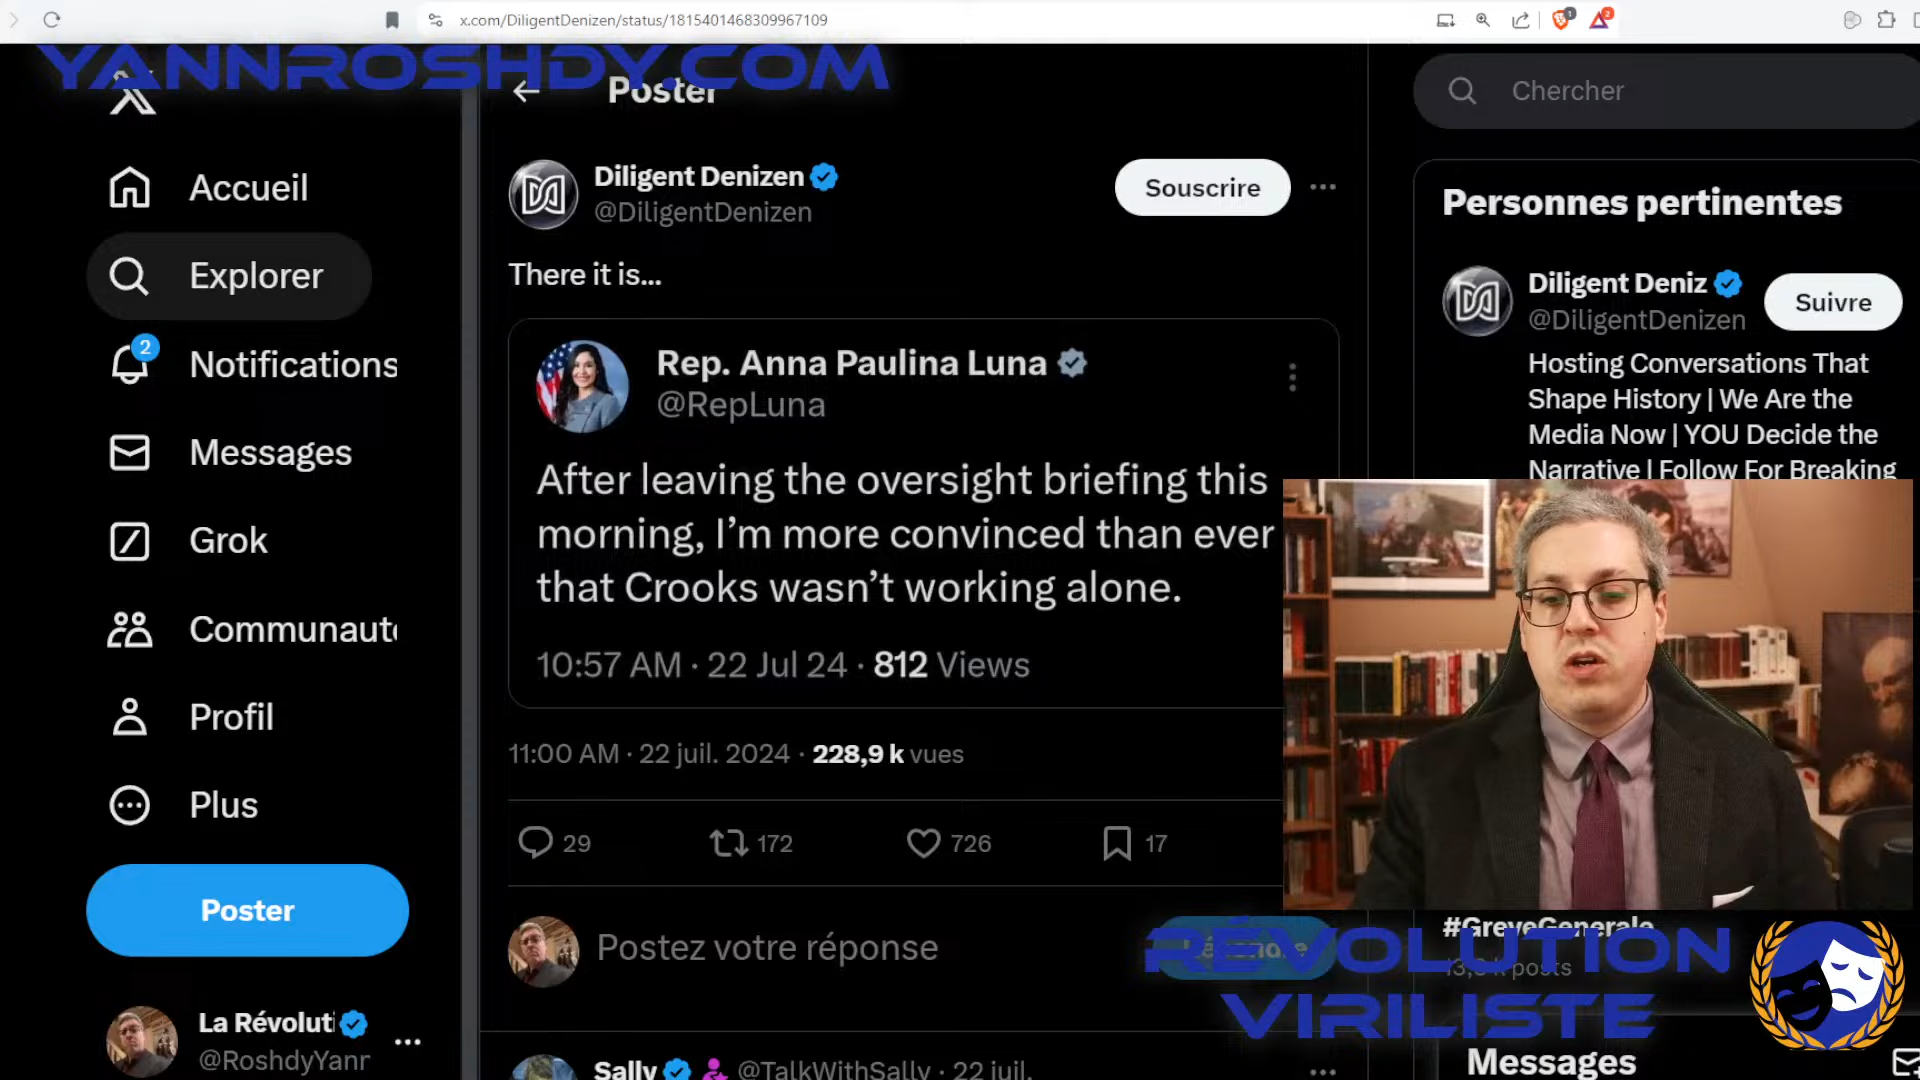 x.com/DiligentDenizen/status/1815401468309967109
YANNROSHDY.COM
Poster
Chercher
Accueil
Explorer
2
Notifications
Messages
Grok
Communaut
Profil
Plus
Poster
La Révoluti
@RoshdyYann
Diligent Denizen
@DiligentDenizen
Souscrire
There it is...
Rep. Anna Paulina Luna
@RepLuna
After leaving the oversight briefing this
morning, I'm more convinced than ever
that Crooks wasn't working alone.
10:57 AM · 22 Jul 24 · 812 Views
11:00 AM · 22 juil. 2024 · 228,9 k vues
29
172
726
17
Postez votre réponse
Sally
@TalkWithSally · 22 juil.
Personnes pertinentes
Diligent Deniz
@DiligentDenizen
Suivre
Hosting Conversations That
Shape History | We Are the
Media Now | YOU Decide the
Narrative | Follow For Breaking
#GreveGenerale
posts
RÉVOLUTION
VIRILISTE
Messages